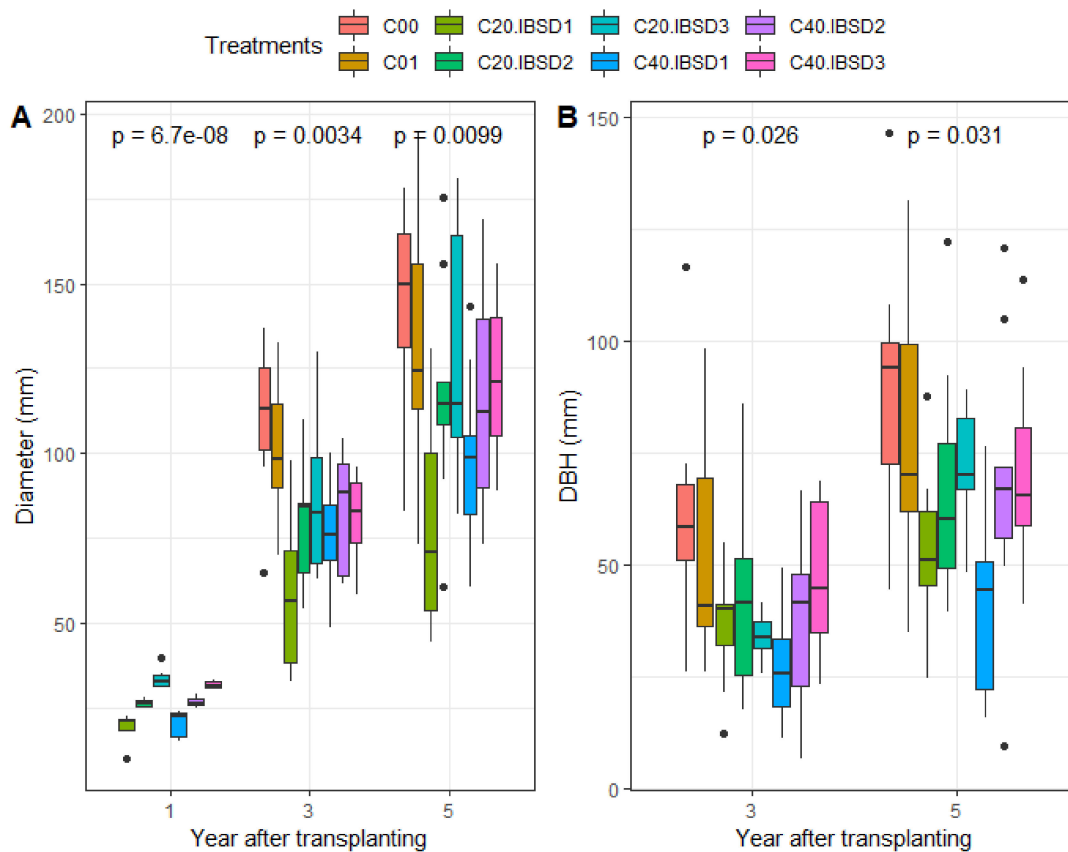 Treatments
C00 C20.IBSD1 C20.IBSD3 C40.IBSD2
C01 C20.IBSD2 C40.IBSD1 C40.IBSD3
A
p = 6.7e-08 p = 0.0034 p = 0.0099
200
150
100
50
Diameter (mm)
1 3 5
Year after transplanting
B
p = 0.026 p = 0.031
150
100
50
0
DBH (mm)
3 5
Year after transplanting